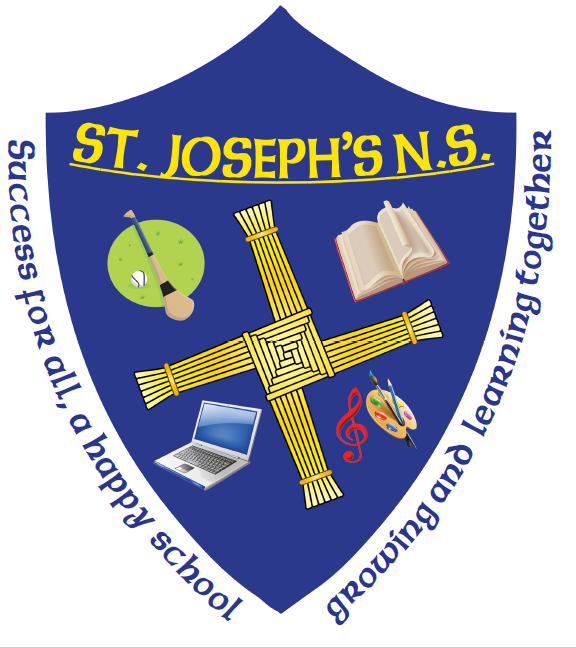 ST. JOSEPH'S N.S.
Success for all, a happy school
growing and learning together